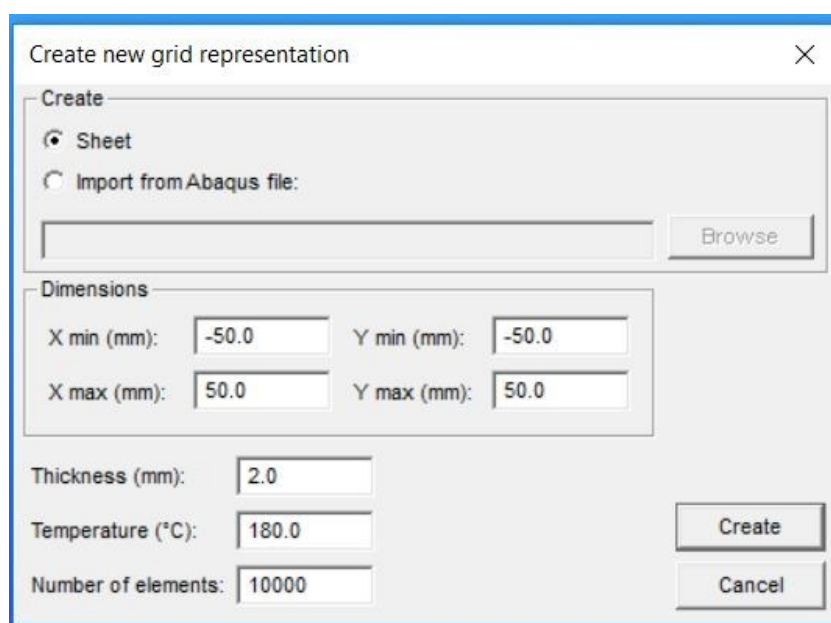 Create new grid representation
Create
Sheet
Import from Abaqus file:
Browse
Dimensions
X min (mm): -50.0 Y min (mm): -50.0
X max (mm): 50.0 Y max (mm): 50.0
Thickness (mm): 2.0
Temperature (°C): 180.0
Create
Number of elements: 10000
Cancel